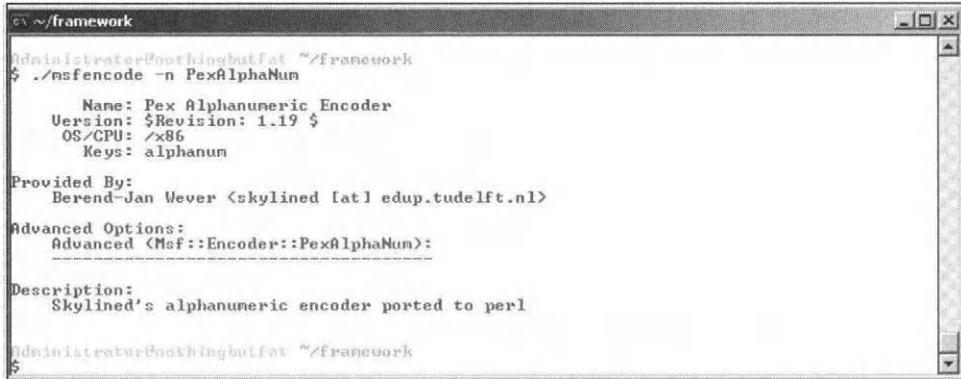 ~/framework
Administrator@nothingbutfat ~/framework
$ ./msfencode -n PexAlphaNum
Name: Pex Alphanumeric Encoder
Version: $Revision: 1.19 $
OS/CPU: /x86
Keys: alphanum
Provided By:
Berend-Jan Wever <skylined [at] edup.tudelft.nl>
Advanced Options:
Advanced (Msf::Encoder::PexAlphaNum):
-------------------------------------
Description:
Skylined's alphanumeric encoder ported to perl
Administrator@nothingbutfat ~/framework
$